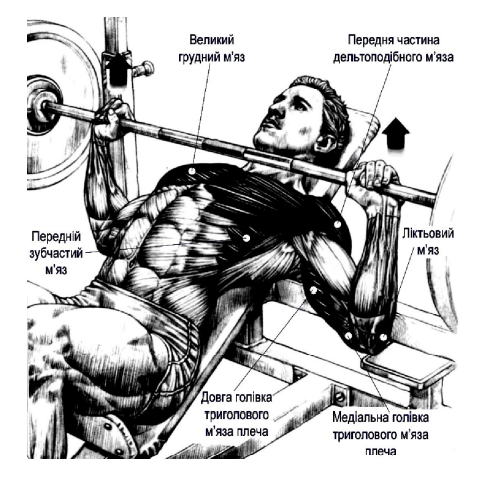 Великий
грудний м'яз
Передня частина
дельтоподібного м'яза
Передній
зубчастий
м'яз
Ліктьовий
м'яз
Довга голівка
триголового
м'яза плеча
Медіальна голівка
триголового м'яза
плеча